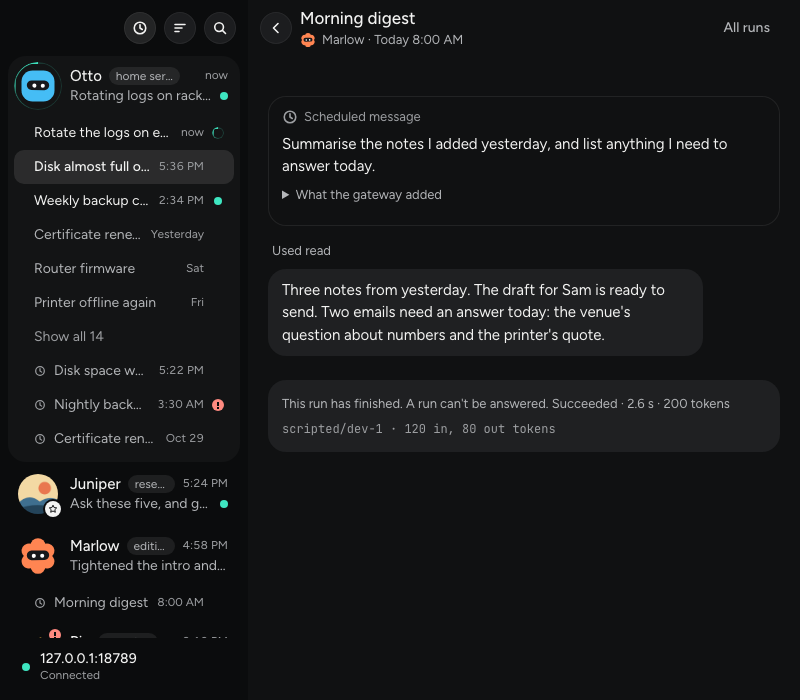 Otto home ser... now
Rotating logs on rack...
Rotate the logs on e... now
Disk almost full o... 5:36 PM
Weekly backup c... 2:34 PM
Certificate rene... Yesterday
Router firmware Sat
Printer offline again Fri
Show all 14
Disk space w... 5:22 PM
Nightly back... 3:30 AM
Certificate ren... Oct 29
Juniper rese... 5:24 PM
Ask these five, and g...
Marlow editi... 4:58 PM
Tightened the intro and...
Morning digest 8:00 AM
127.0.0.1:18789
Connected
Morning digest
Marlow · Today 8:00 AM
All runs
Scheduled message
Summarise the notes I added yesterday, and list anything I need to
answer today.
What the gateway added
Used read
Three notes from yesterday. The draft for Sam is ready to
send. Two emails need an answer today: the venue's
question about numbers and the printer's quote.
This run has finished. A run can't be answered. Succeeded · 2.6 s · 200 tokens
scripted/dev-1 · 120 in, 80 out tokens